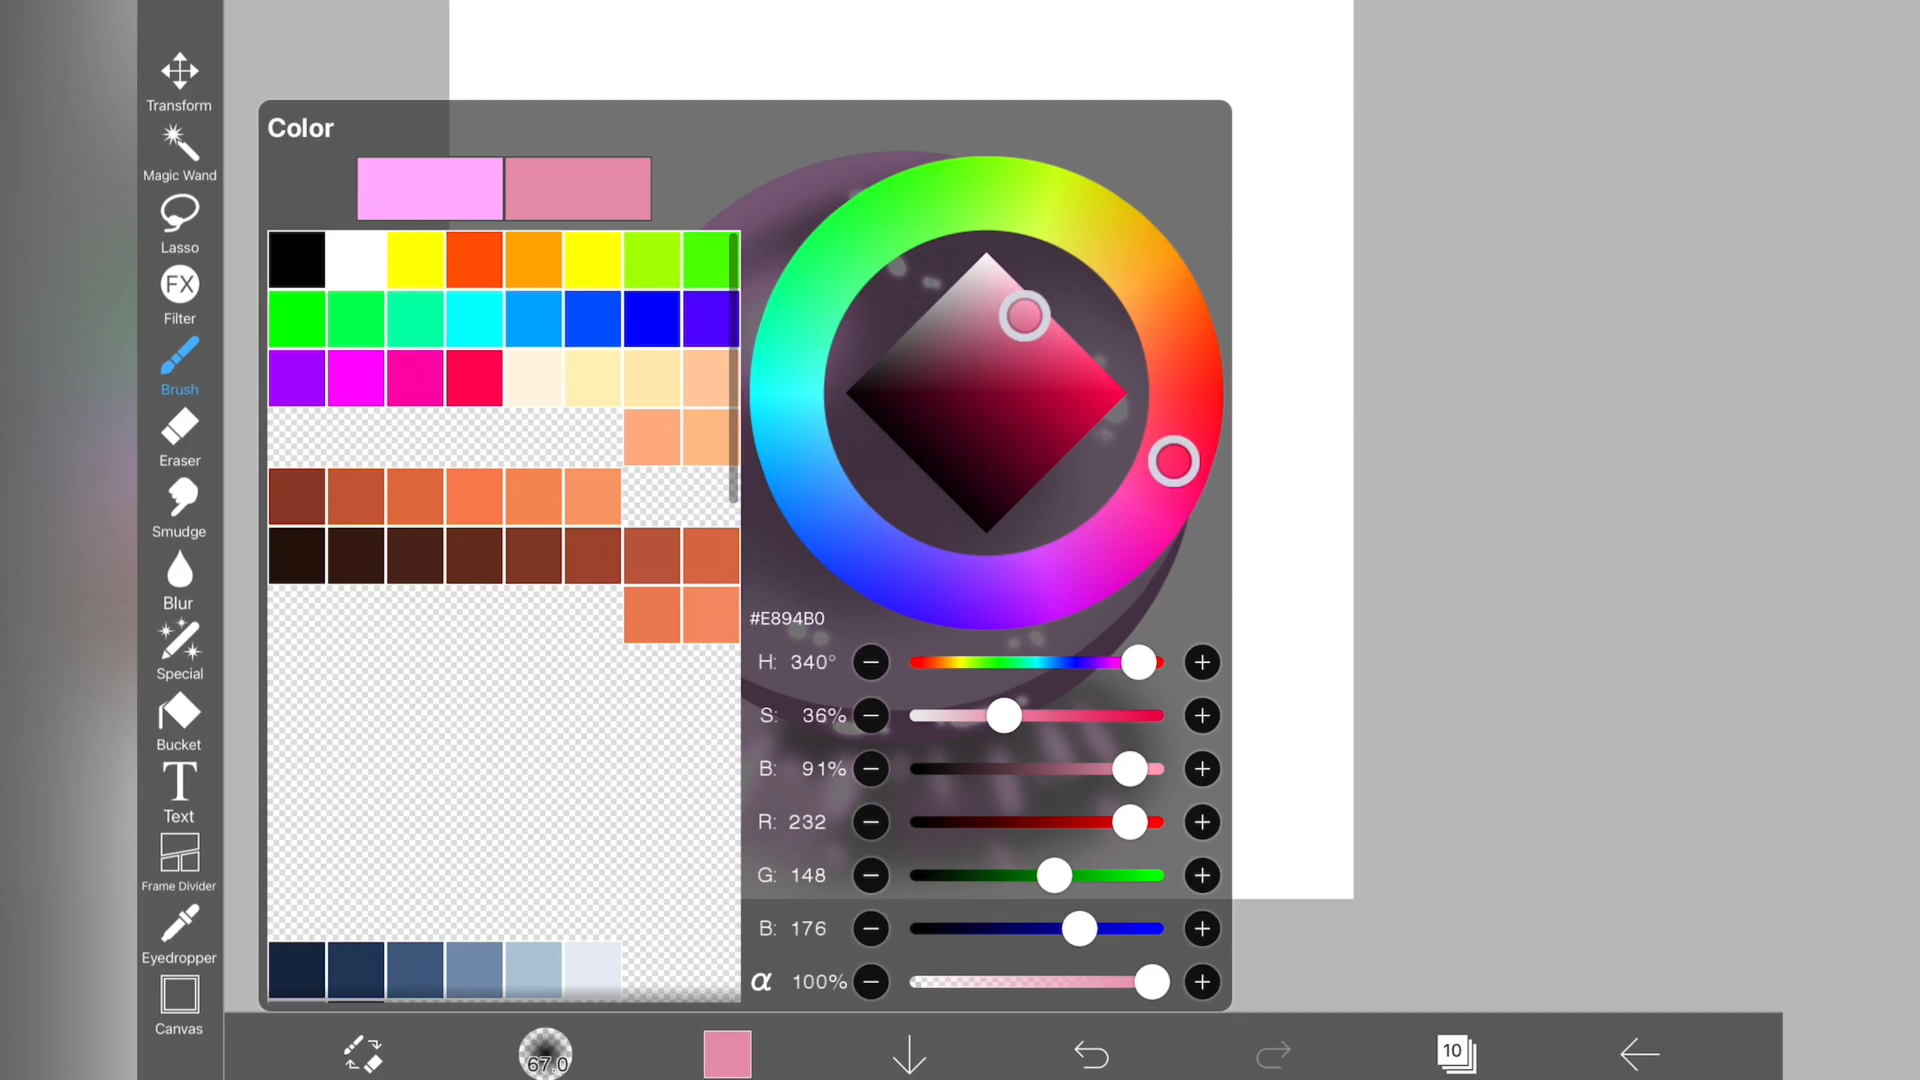 Transform
Magic Wand
Lasso
FX
Filter
Brush
Eraser
Smudge
Blur
Special
Bucket
T
Text
Frame Divider
Eyedropper
Canvas
Color
#E894B0
H: 340°
S: 36%
B: 91%
R: 232
G: 148
B: 176
α 100%
67.0
10